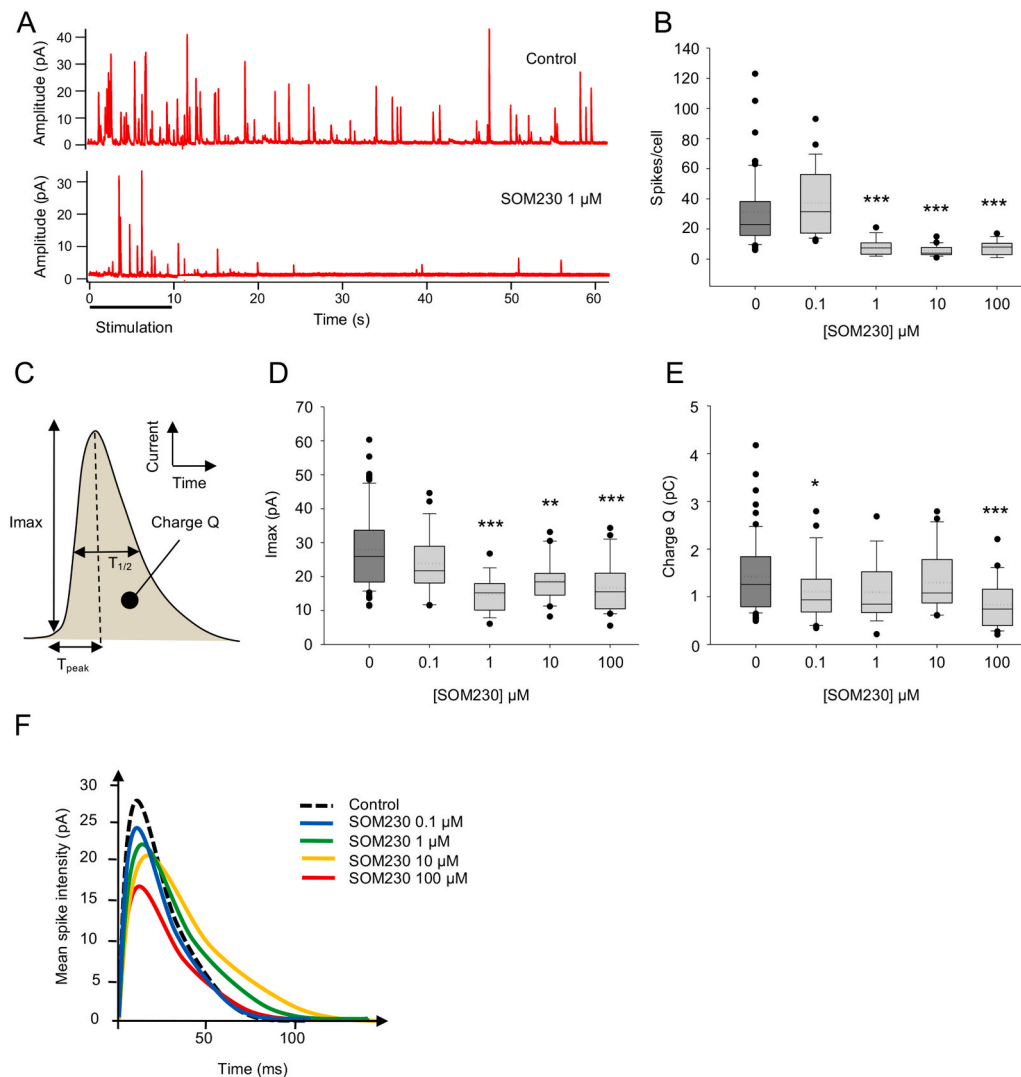 A
Amplitude (pA)
40
30
20
10
0
Control
Amplitude (pA)
30
20
10
0
SOM230 1 µM
0
10
20
30
40
50
60
Stimulation
Time (s)
B
Spikes/cell
140
120
100
80
60
40
20
0
***
***
***
0
0.1
1
10
100
[SOM230] µM
C
Current
Time
Imax
Charge Q
T1/2
Tpeak
D
Imax (pA)
70
60
50
40
30
20
10
0
***
**
***
0
0.1
1
10
100
[SOM230] µM
E
Charge Q (pC)
5
4
3
2
1
0
*
***
0
0.1
1
10
100
[SOM230] µM
F
Mean spike intensity (pA)
30
25
20
15
10
5
0
Control
SOM230 0.1 µM
SOM230 1 µM
SOM230 10 µM
SOM230 100 µM
50
100
Time (ms)